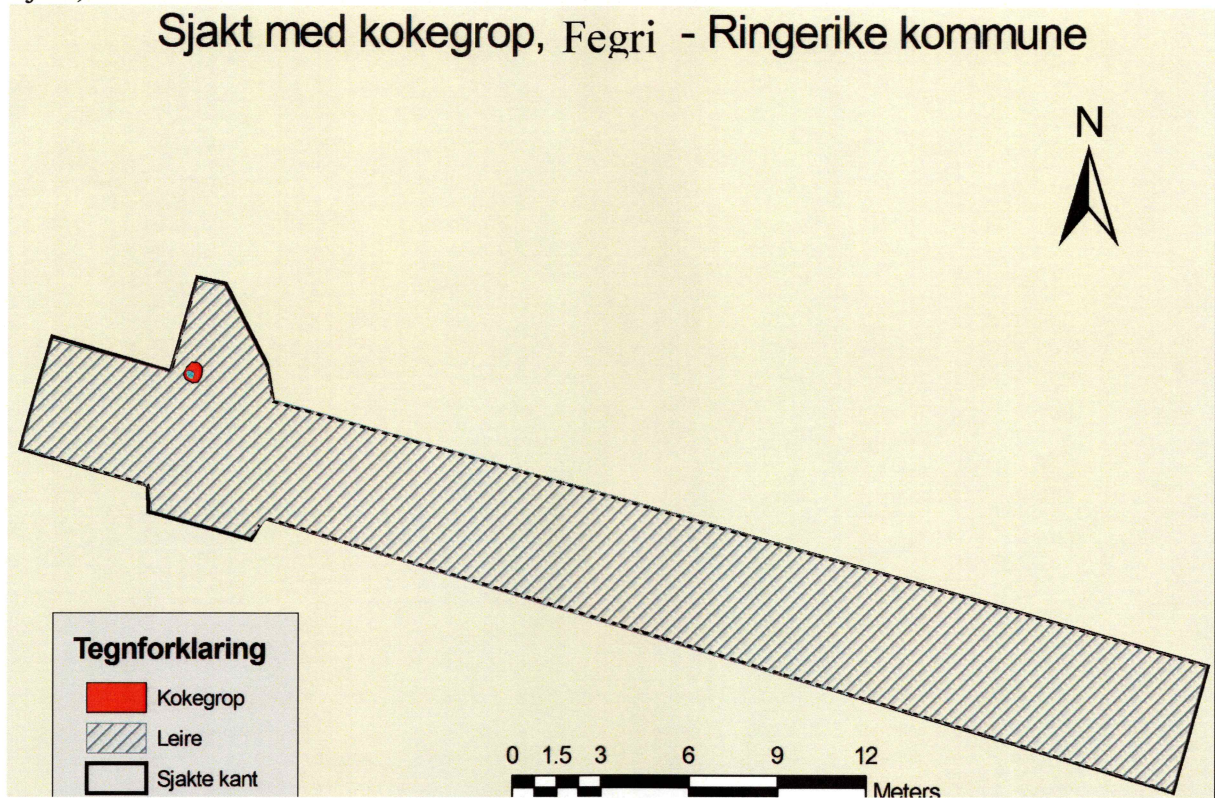 Sjakt med kokegrop, Fegri - Ringerike kommune
N
Tegnforklaring
Kokegrop
Leire
Sjakte kant
0 1.5 3 6 9 12
Meters